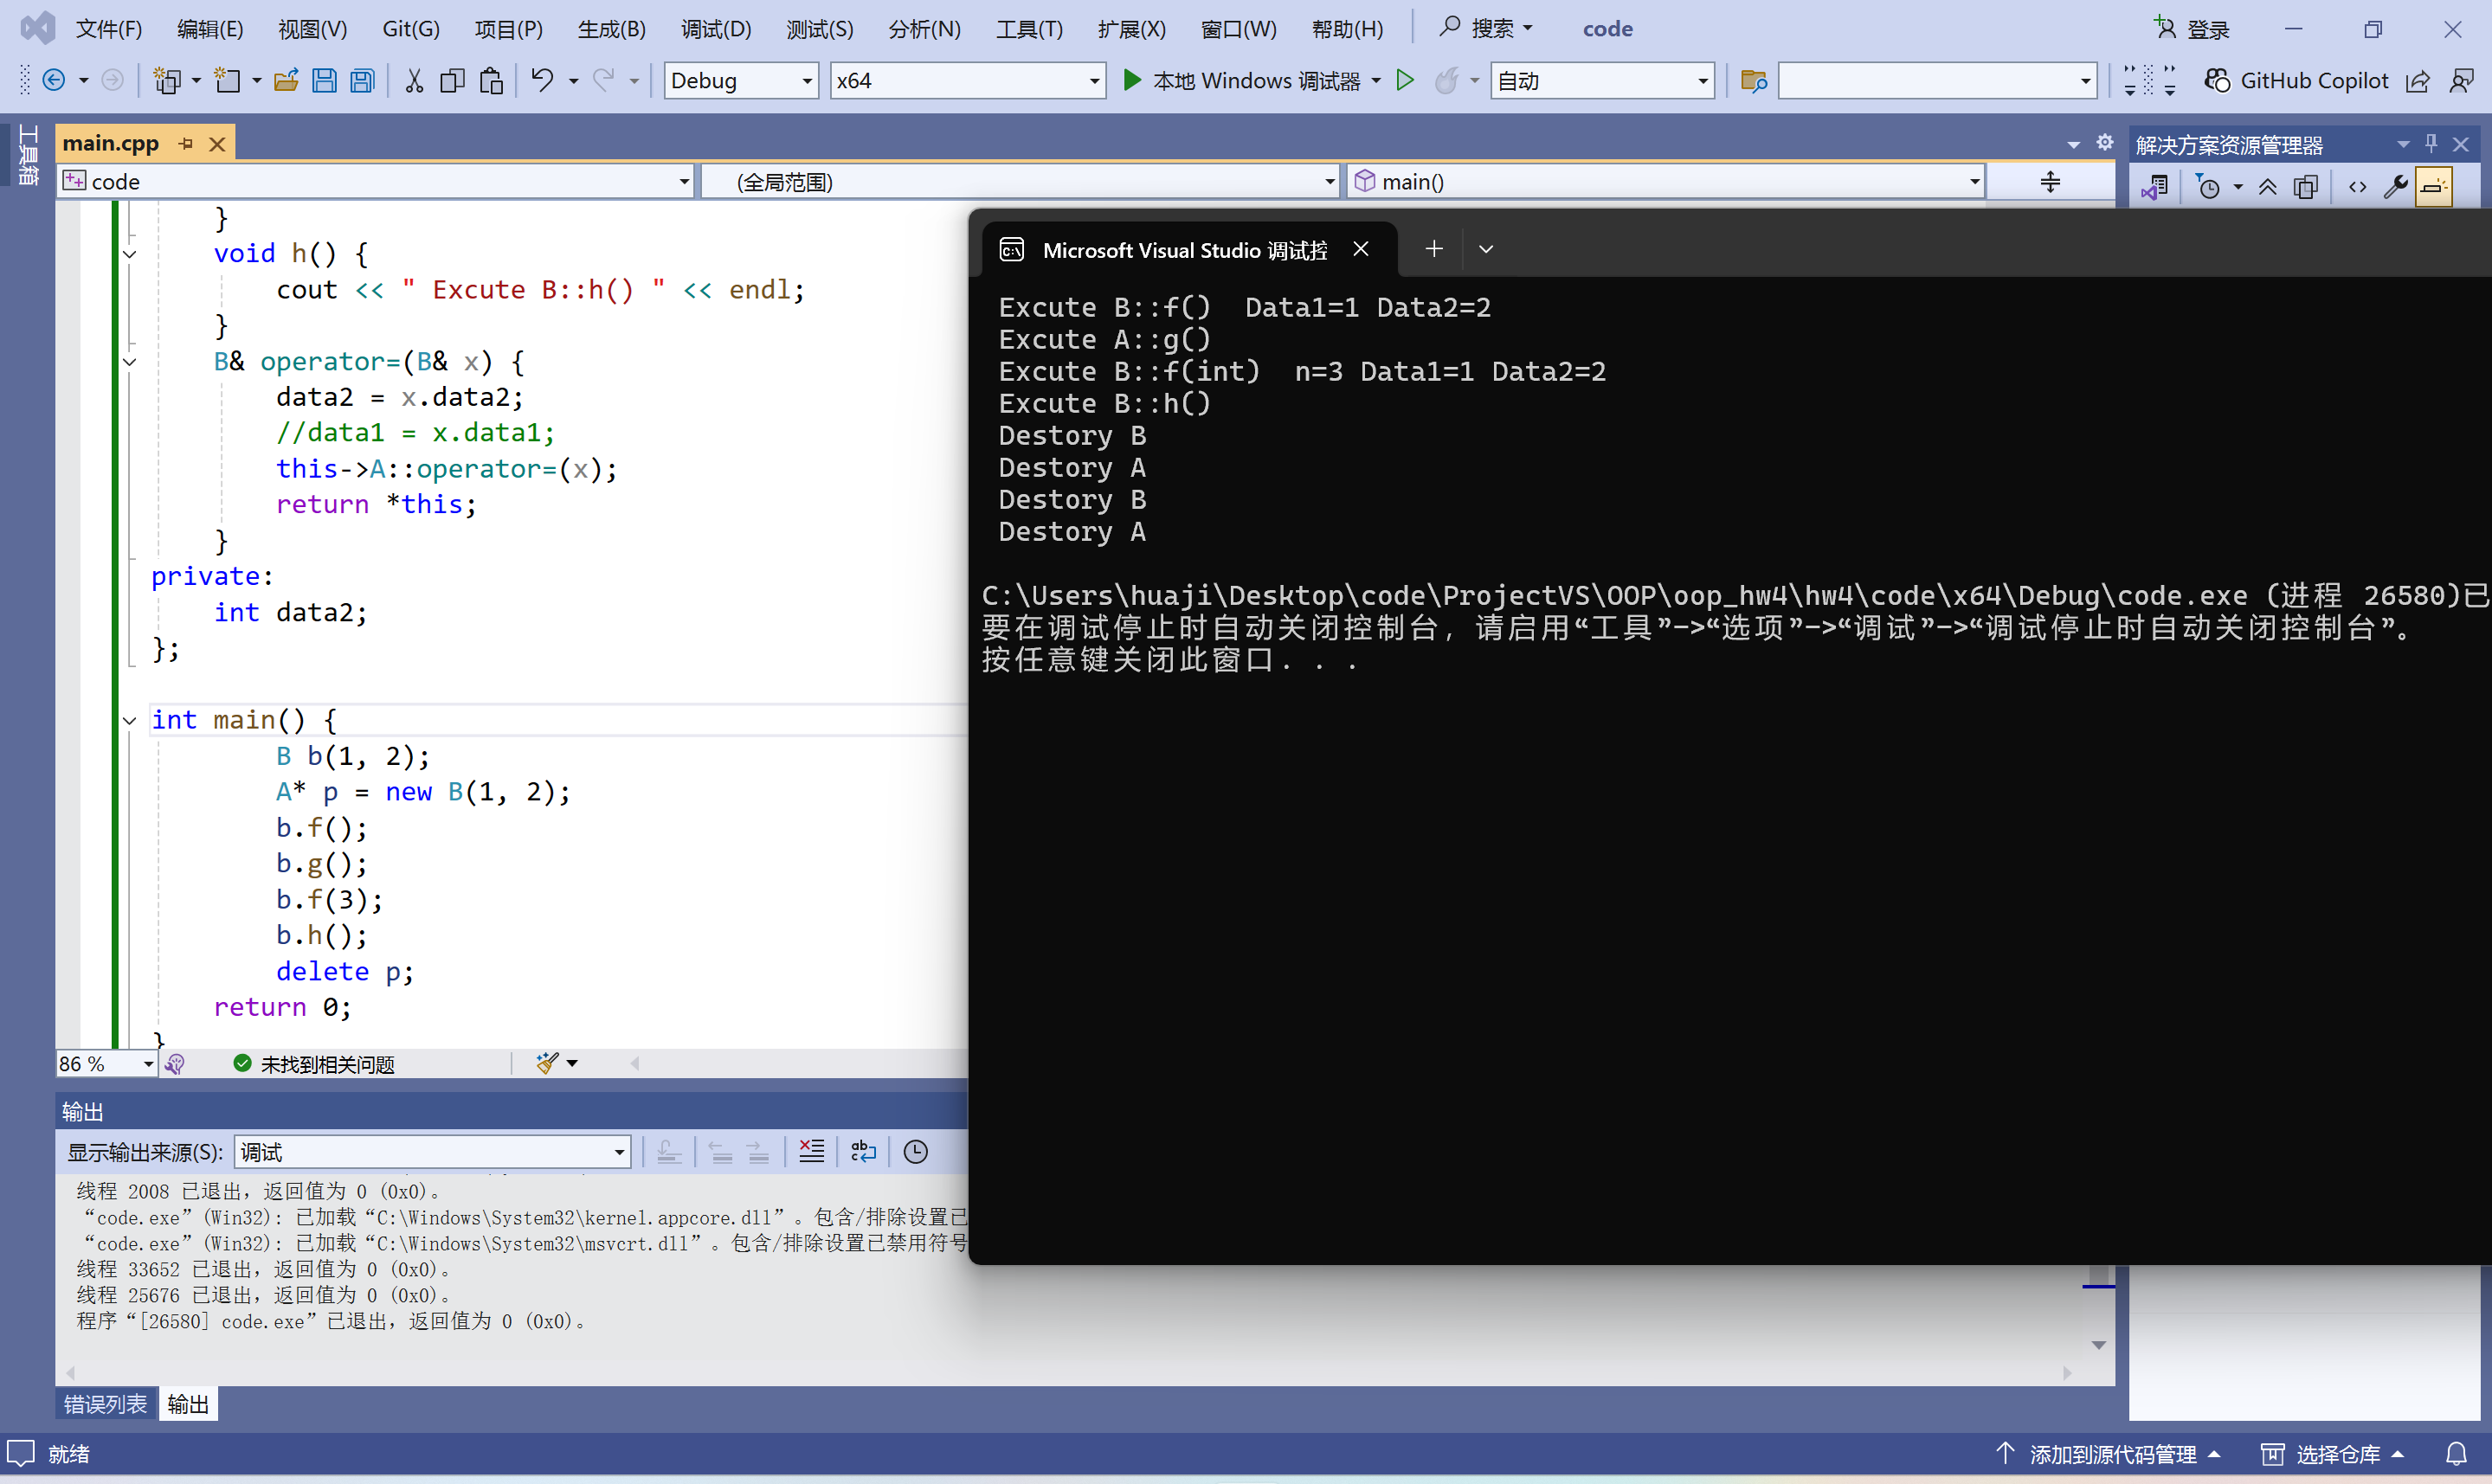 文件(F) 编辑(E) 视图(V) Git(G) 项目(P) 生成(B) 调试(D) 测试(S) 分析(N) 工具(T) 扩展(X) 窗口(W) 帮助(H) 搜索 code 登录
Debug x64 本地 Windows 调试器 自动 GitHub Copilot
工具箱
main.cpp
解决方案资源管理器
code (全局范围) main()
}
void h() {
cout << " Excute B::h() " << endl;
}
B& operator=(B& x) {
data2 = x.data2;
//data1 = x.data1;
this->A::operator=(x);
return *this;
}
private:
int data2;
};
int main() {
B b(1, 2);
A* p = new B(1, 2);
b.f();
b.g();
b.f(3);
b.h();
delete p;
return 0;
}
Microsoft Visual Studio 调试控
Excute B::f()  Data1=1 Data2=2
Excute A::g()
Excute B::f(int)  n=3 Data1=1 Data2=2
Excute B::h()
Destory B
Destory A
Destory B
Destory A
C:\Users\huaji\Desktop\code\ProjectVS\OOP\oop_hw4\hw4\code\x64\Debug\code.exe (进程 26580)已
要在调试停止时自动关闭控制台，请启用“工具”->“选项”->“调试”->“调试停止时自动关闭控制台”。
按任意键关闭此窗口. . .
86 % 未找到相关问题
输出
显示输出来源(S): 调试
线程 2008 已退出，返回值为 0 (0x0)。
“code.exe”(Win32): 已加载“C:\Windows\System32\kernel.appcore.dll”。包含/排除设置已
“code.exe”(Win32): 已加载“C:\Windows\System32\msvcrt.dll”。包含/排除设置已禁用符号
线程 33652 已退出，返回值为 0 (0x0)。
线程 25676 已退出，返回值为 0 (0x0)。
程序“[26580] code.exe”已退出，返回值为 0 (0x0)。
错误列表 输出
就绪 添加到源代码管理 选择仓库